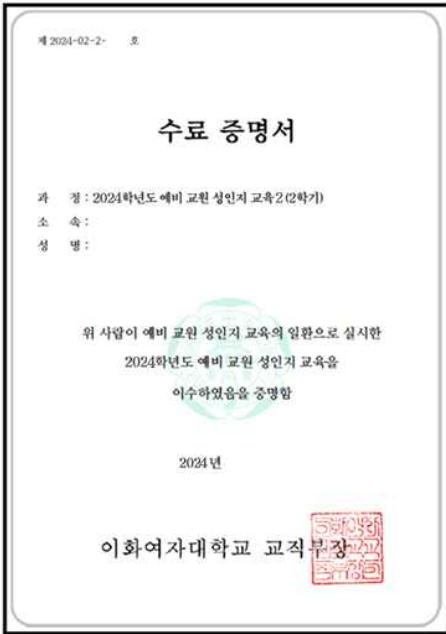 제 2024-02-2- 호
수료 증명서
과 정 : 2024학년도 예비 교원 성인지 교육2 (2학기)
소 속 :
성 명 :
위 사람이 예비 교원 성인지 교육의 일환으로 실시한
2024학년도 예비 교원 성인지 교육을
이수하였음을 증명함
2024년
이화여자대학교 교직부장